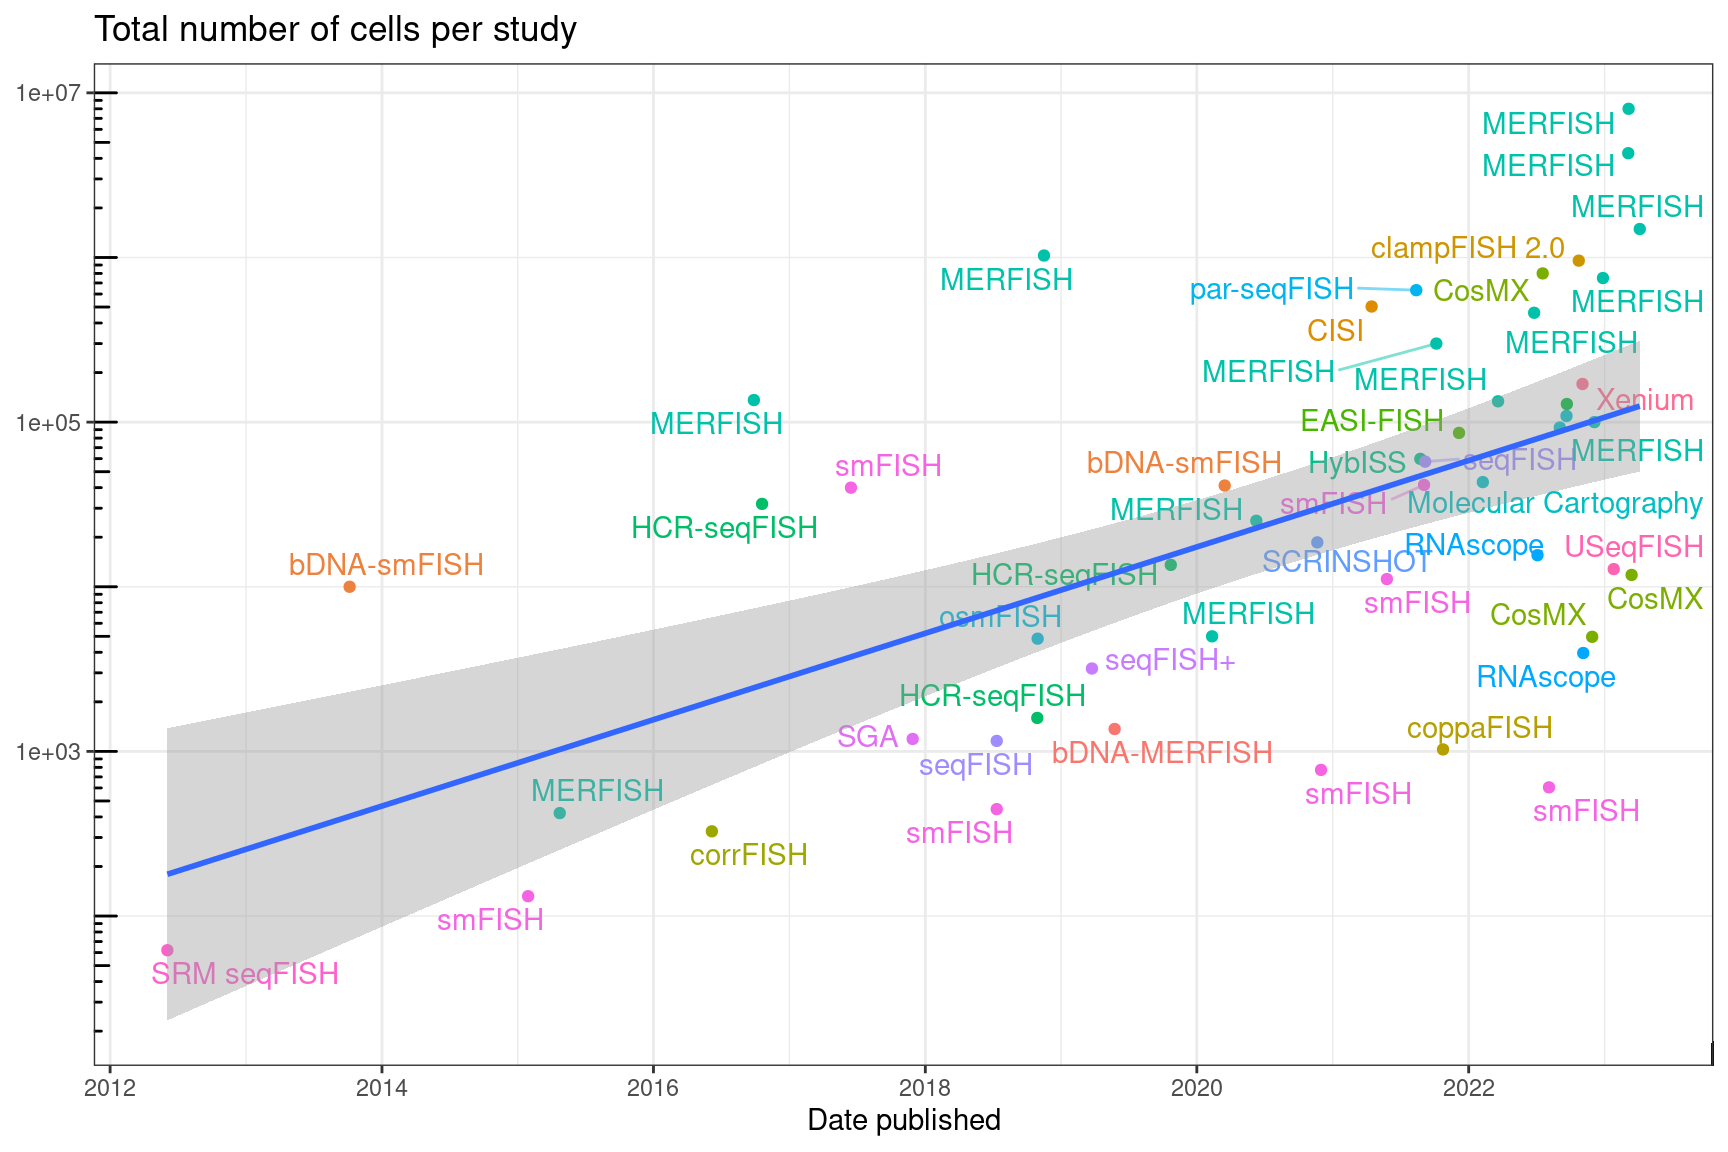 Total number of cells per study
1e+07
MERFISH
MERFISH
MERFISH
clampFISH 2.0
MERFISH
par-seqFISH
CosMX
MERFISH
CISI
MERFISH
MERFISH
MERFISH
Xenium
1e+05
MERFISH
EASI-FISH
MERFISH
smFISH
bDNA-smFISH
HybISS
seqFISH
smFISH
Molecular Cartography
MERFISH
HCR-seqFISH
RNAscope
USeqFISH
bDNA-smFISH
SCRINSHOT
HCR-seqFISH
smFISH
CosMX
osmFISH
MERFISH
CosMX
seqFISH+
RNAscope
HCR-seqFISH
coppaFISH
SGA
1e+03
bDNA-MERFISH
seqFISH
MERFISH
smFISH
smFISH
smFISH
corrFISH
smFISH
SRM seqFISH
2012 2014 2016 2018 2020 2022
Date published